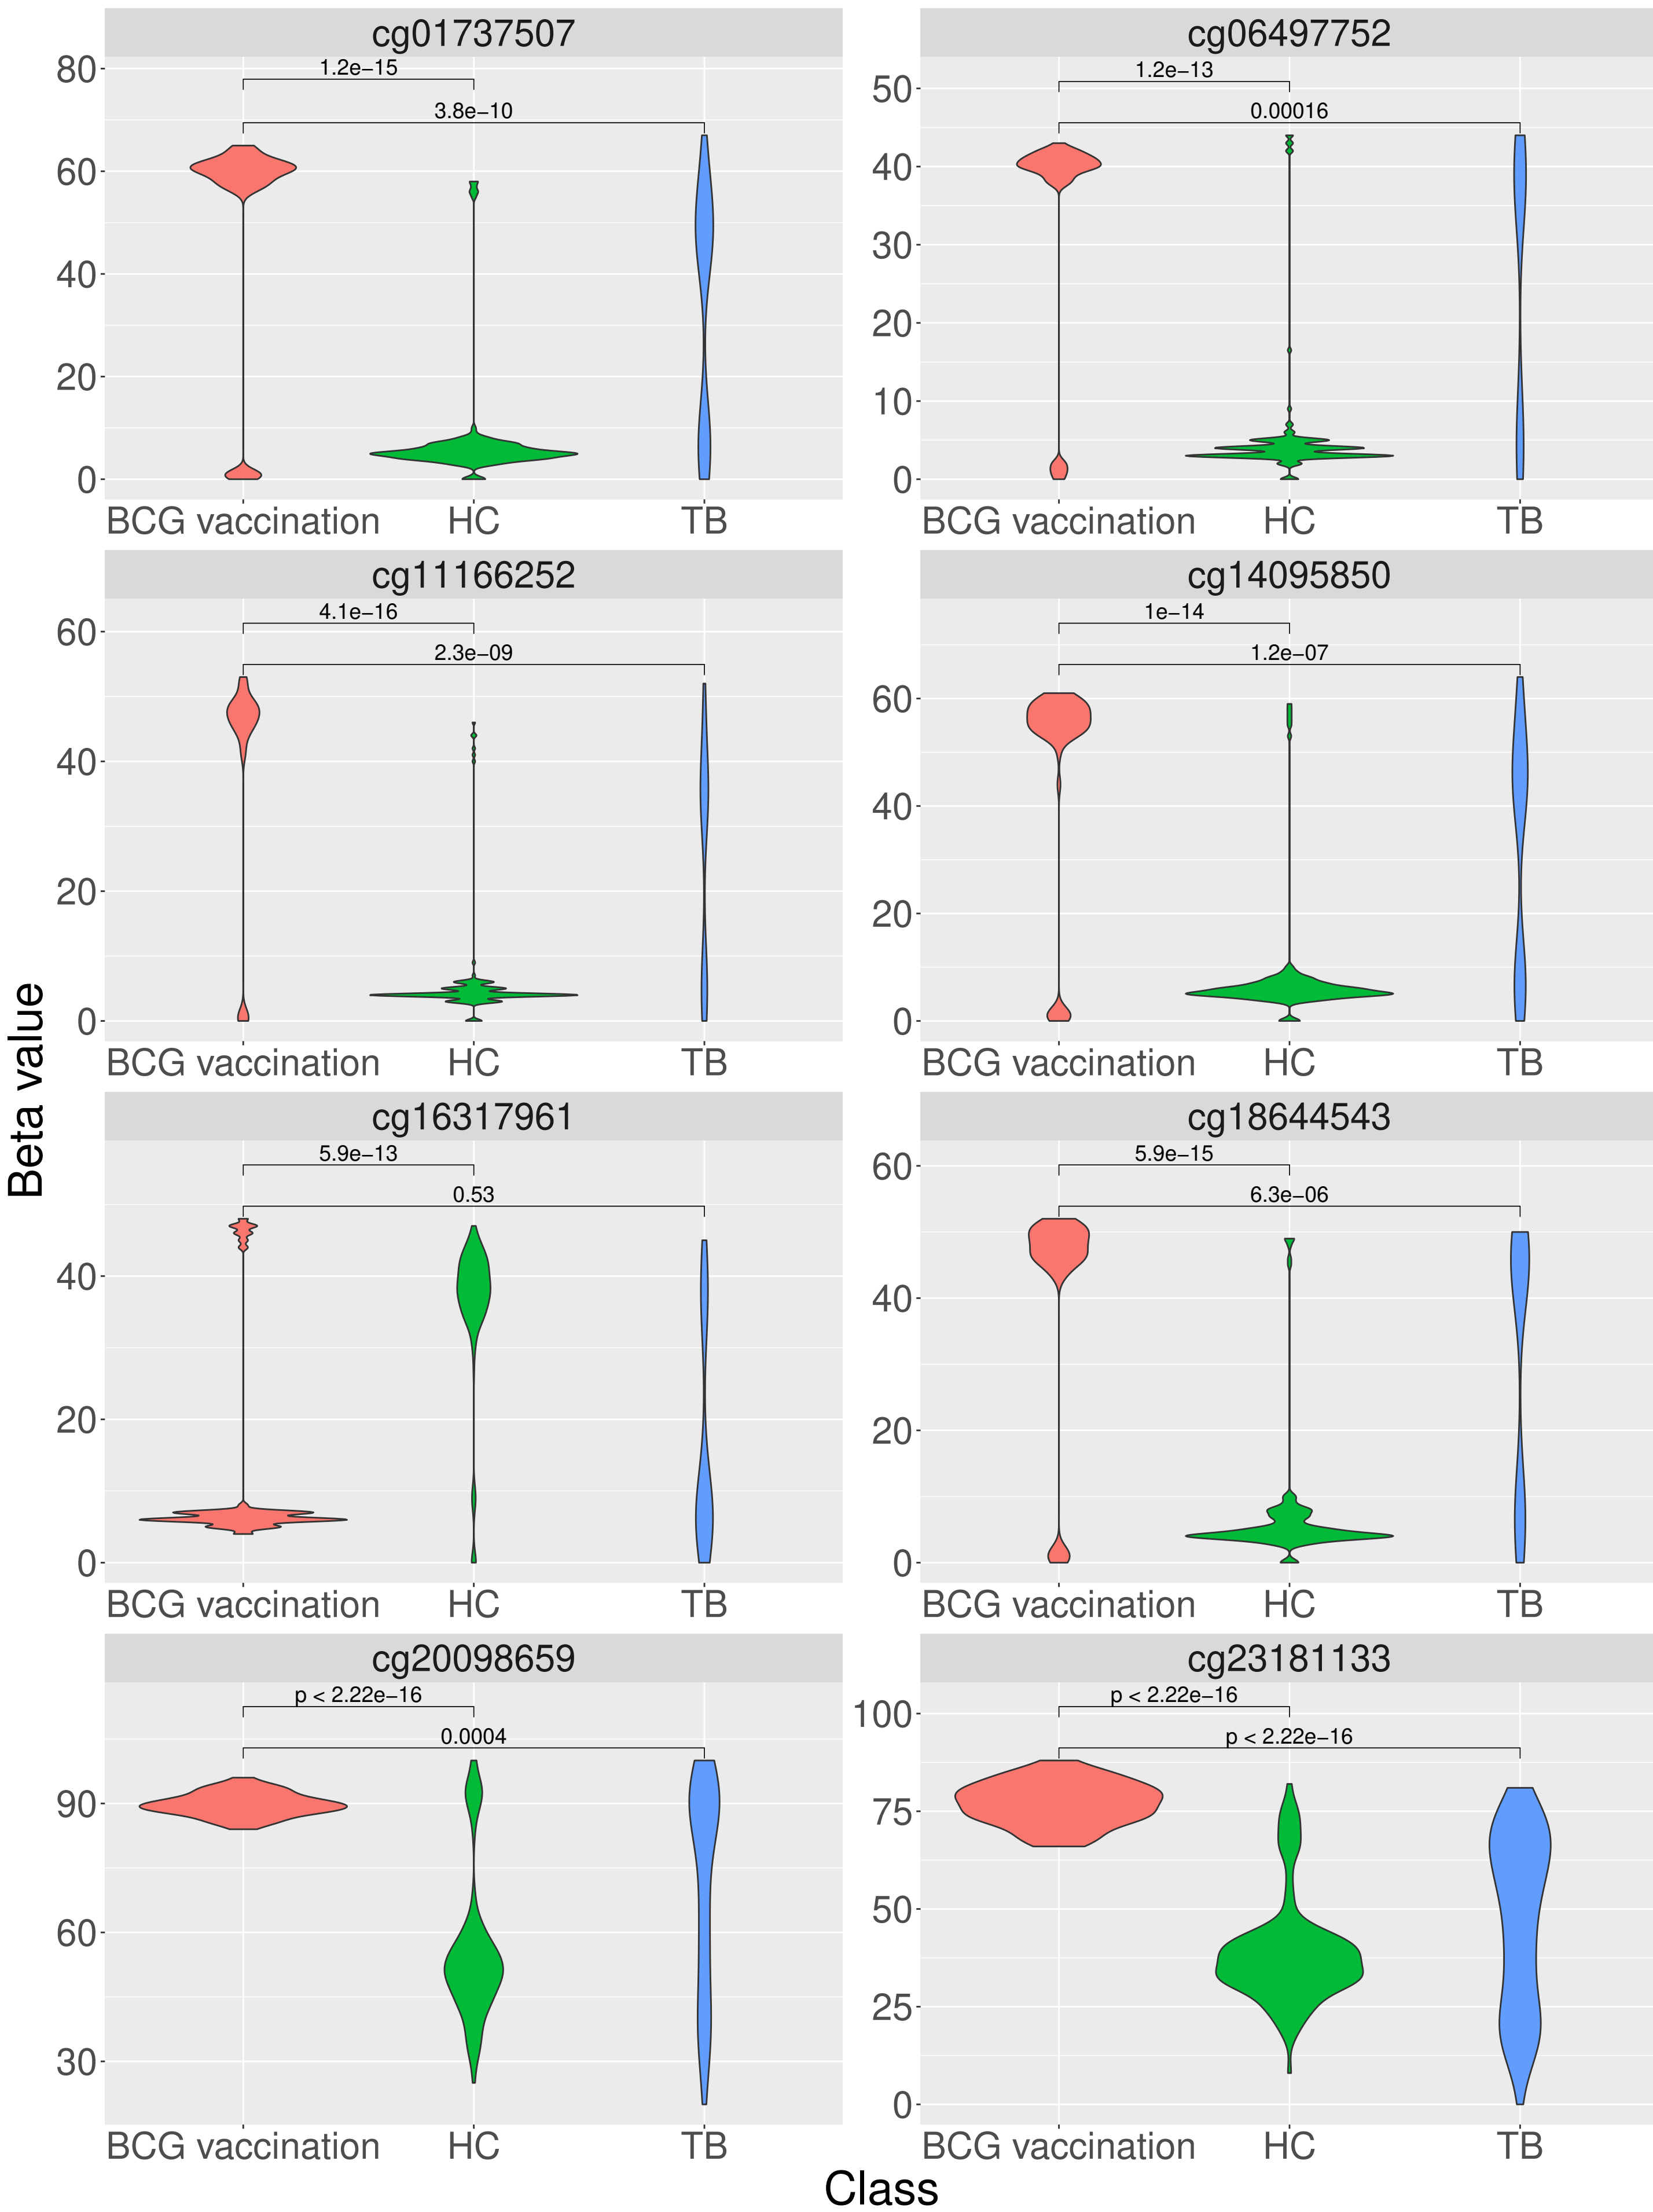 cg01737507
80
60
40
20
0
1.2e−15
3.8e−10
BCG vaccination HC TB
cg06497752
50
40
30
20
10
0
1.2e−13
0.00016
BCG vaccination HC TB
cg11166252
60
40
20
0
4.1e−16
2.3e−09
BCG vaccination HC TB
cg14095850
60
40
20
0
1e−14
1.2e−07
BCG vaccination HC TB
cg16317961
40
20
0
5.9e−13
0.53
BCG vaccination HC TB
cg18644543
60
40
20
0
5.9e−15
6.3e−06
BCG vaccination HC TB
cg20098659
90
60
30
p < 2.22e−16
0.0004
BCG vaccination HC TB
cg23181133
100
75
50
25
0
p < 2.22e−16
p < 2.22e−16
BCG vaccination HC TB
Beta value
Class